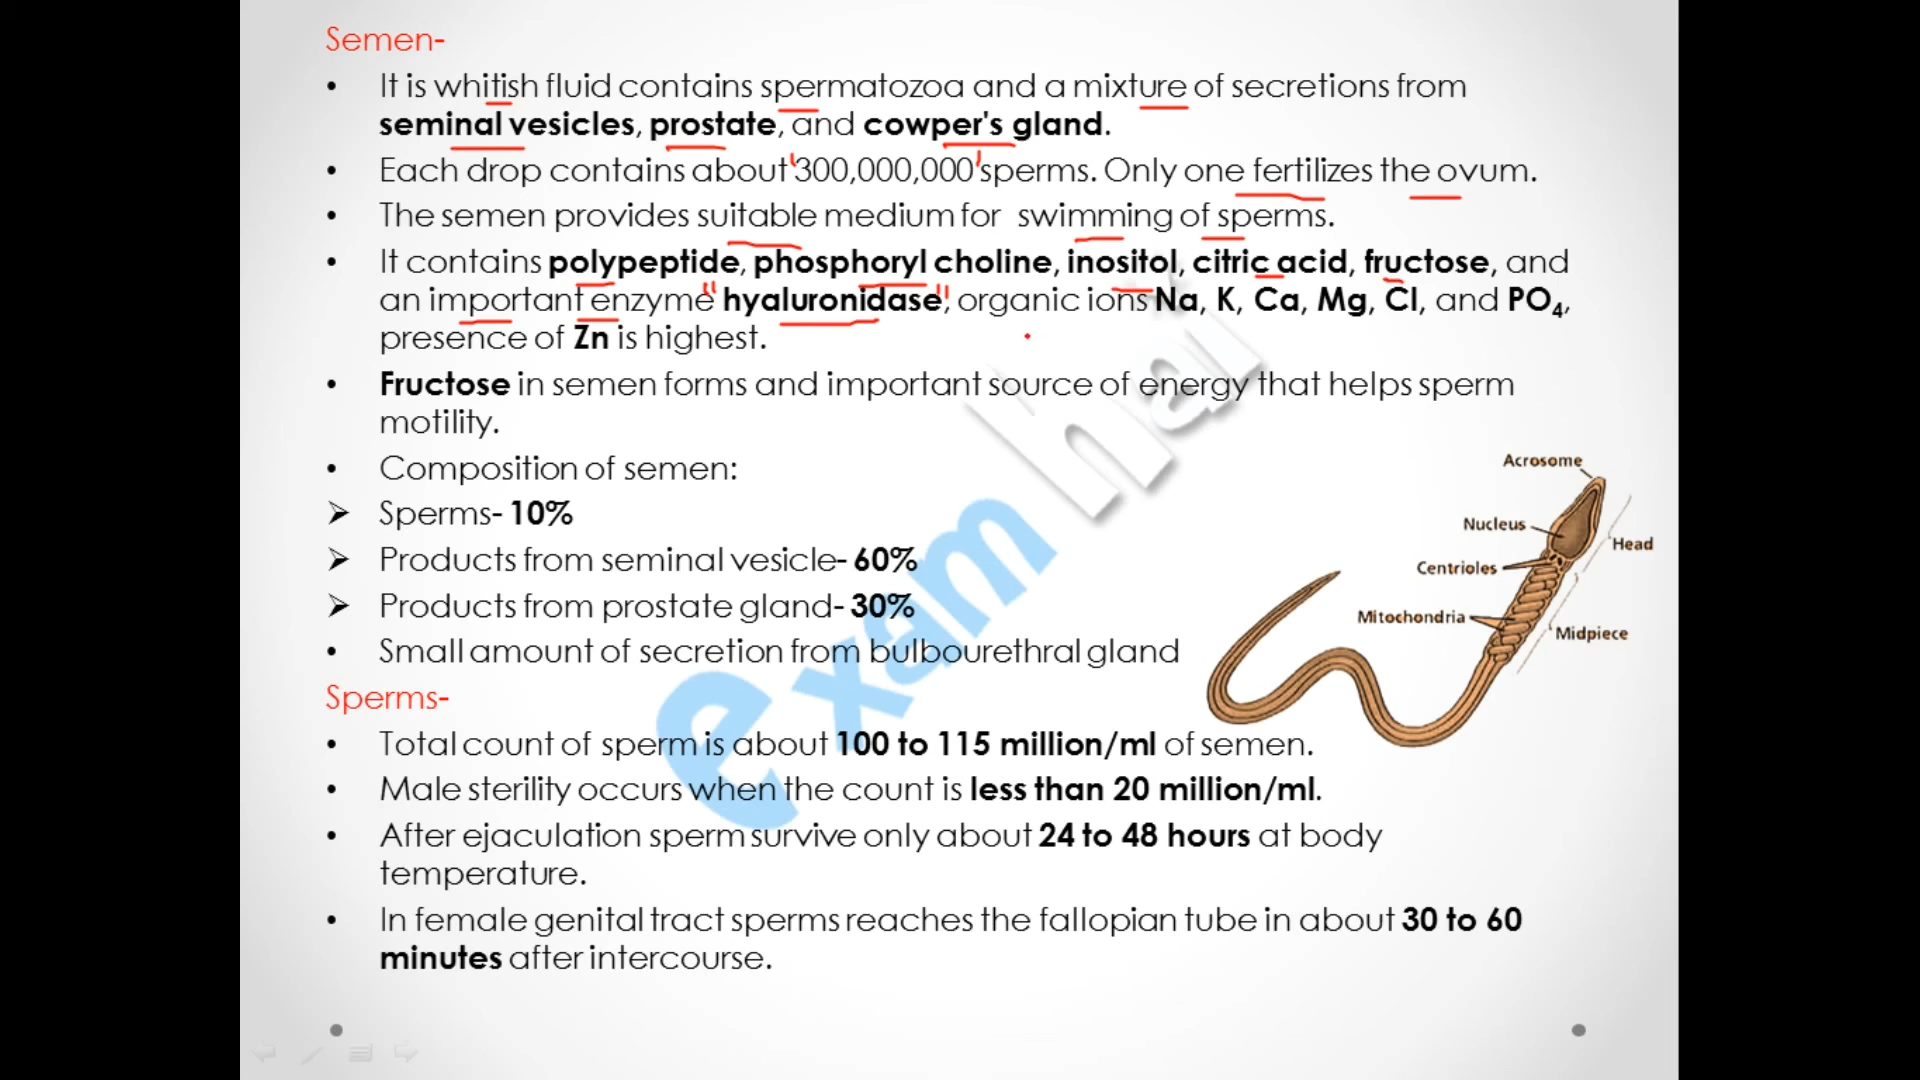 Semen-
• It is whitish fluid contains spermatozoa and a mixture of secretions from
seminal vesicles, prostate, and cowper's gland.
• Each drop contains about '300,000,000' sperms. Only one fertilizes the ovum.
• The semen provides suitable medium for swimming of sperms.
• It contains polypeptide, phosphoryl choline, inositol, citric acid, fructose, and
an important enzyme "hyaluronidase", organic ions Na, K, Ca, Mg, Cl, and PO₄,
presence of Zn is highest.
• Fructose in semen forms and important source of energy that helps sperm
motility.
• Composition of semen:
➢ Sperms- 10%
➢ Products from seminal vesicle- 60%
➢ Products from prostate gland- 30%
• Small amount of secretion from bulbourethral gland
Sperms-
• Total count of sperm is about 100 to 115 million/ml of semen.
• Male sterility occurs when the count is less than 20 million/ml.
• After ejaculation sperm survive only about 24 to 48 hours at body
temperature.
• In female genital tract sperms reaches the fallopian tube in about 30 to 60
minutes after intercourse.
Acrosome
Nucleus
Head
Centrioles
Mitochondria
Midpiece
exam hai